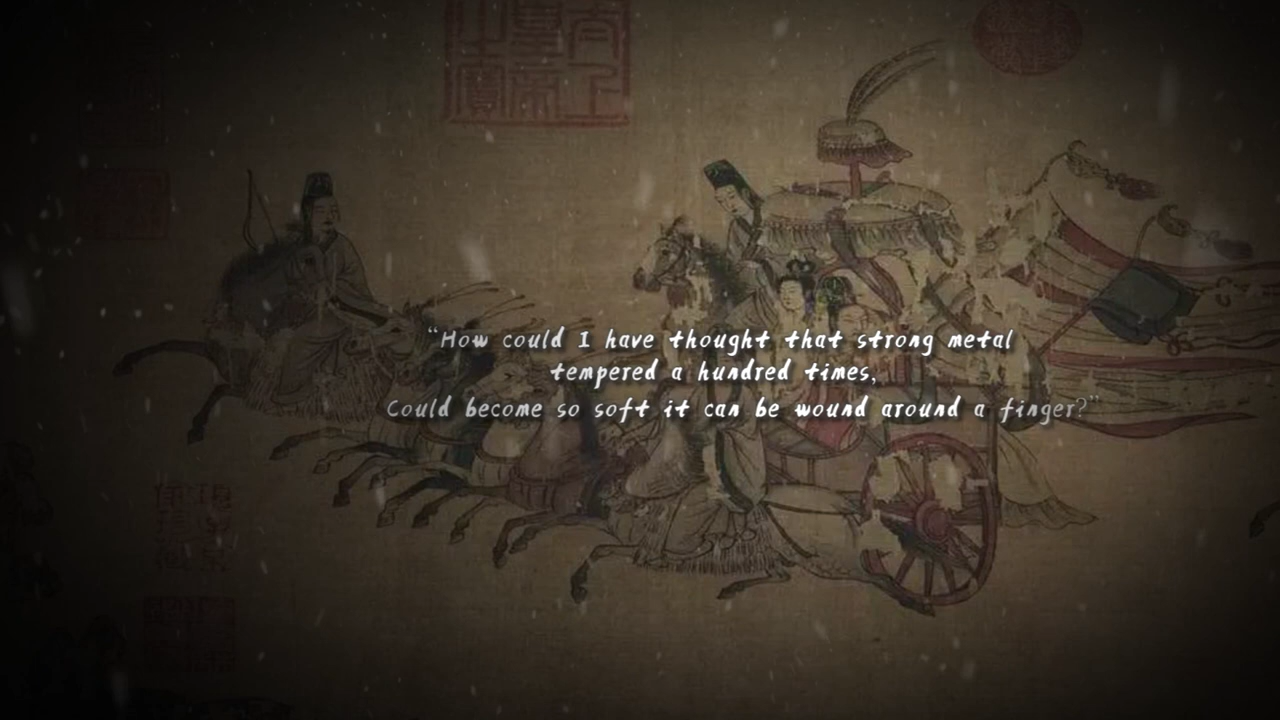 “How could I have thought that strong metal
tempered a hundred times,
Could become so soft it can be wound around a finger?”